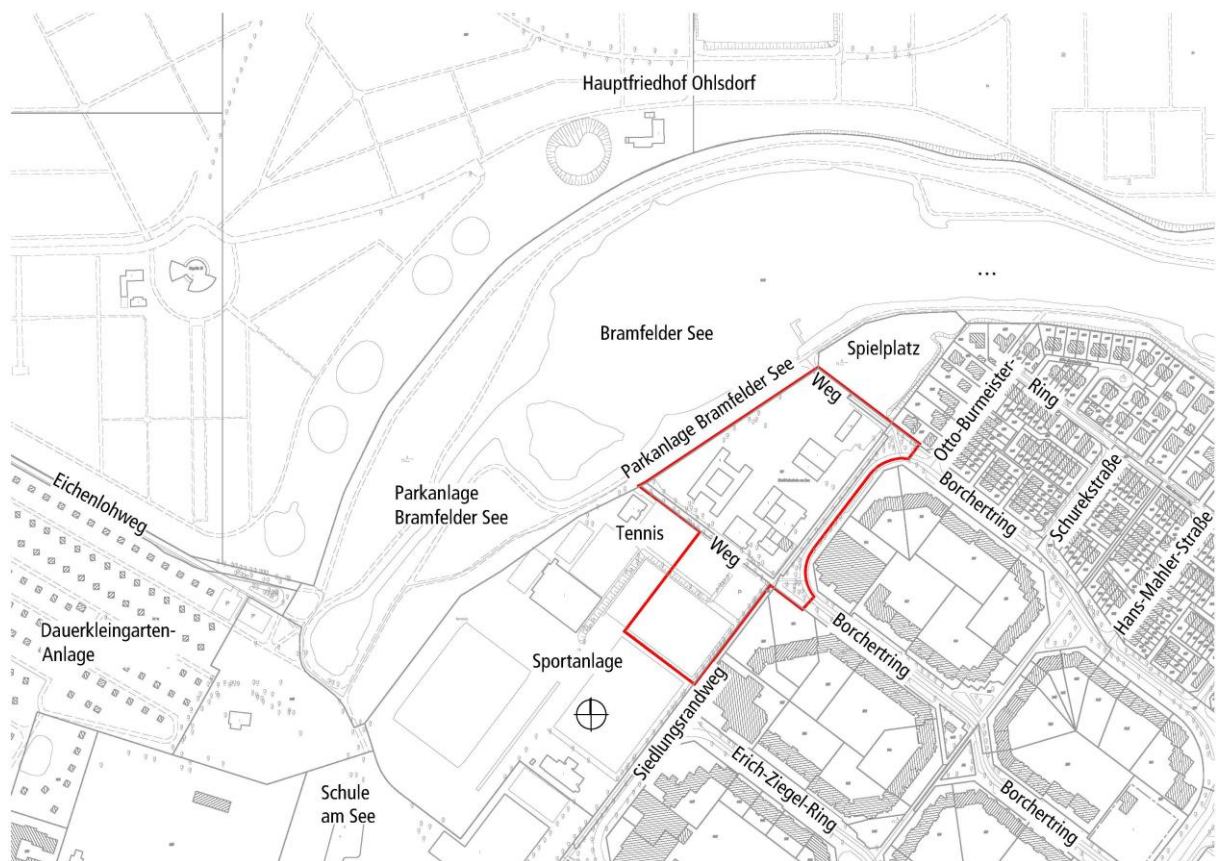 Hauptfriedhof Ohlsdorf
...
Bramfelder See
Spielplatz
Parkanlage Bramfelder See
Weg
Otto-Burmeister-
Ring
Eichenlohweg
Parkanlage
Bramfelder See
Borchertring
Schurekstraße
Hans-Mahler-Straße
Tennis
Weg
Dauerkleingarten-
Anlage
Sportanlage
Borchertring
Siedlungsrandweg
Erich-Ziegel-Ring
Schule
am See
Borchertring